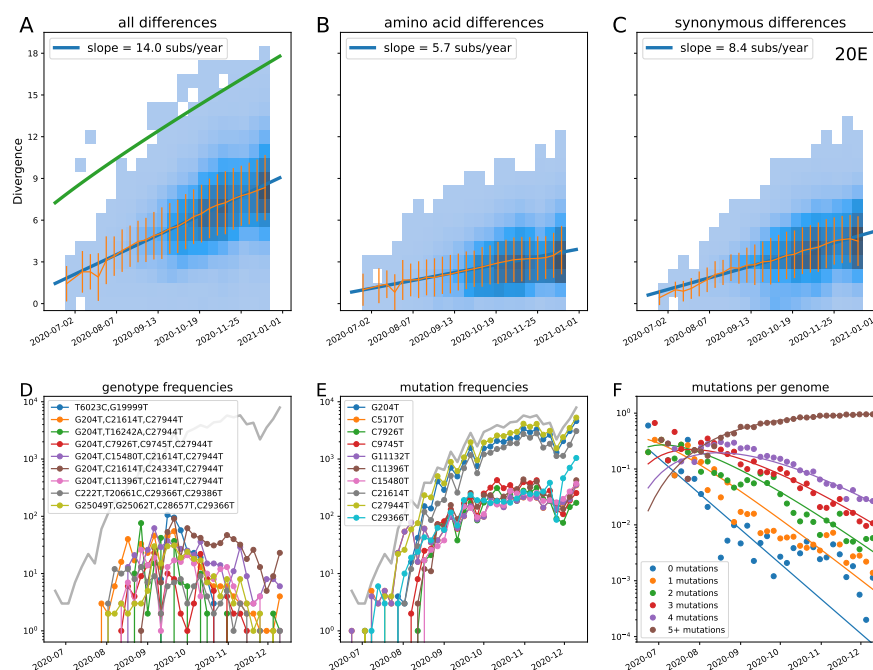 A
all differences
B
amino acid differences
C
synonymous differences
slope = 14.0 subs/year
slope = 5.7 subs/year
slope = 8.4 subs/year
20E
Divergence
18
15
12
9
6
3
0
2020-07-02
2020-08-07
2020-09-13
2020-10-19
2020-11-25
2021-01-01
2020-07-02
2020-08-07
2020-09-13
2020-10-19
2020-11-25
2021-01-01
2020-07-02
2020-08-07
2020-09-13
2020-10-19
2020-11-25
2021-01-01
D
genotype frequencies
T6023C,G19999T
G204T,C21614T,C27944T
G204T,T16242A,C27944T
G204T,C7926T,C9745T,C27944T
G204T,C15480T,C21614T,C27944T
G204T,C21614T,C24334T,C27944T
G204T,C11396T,C21614T,C27944T
C222T,T20661C,C29366T,C29386T
G25049T,G25062T,C28657T,C29366T
10⁴
10³
10²
10¹
10⁰
2020-07
2020-08
2020-09
2020-10
2020-11
2020-12
E
mutation frequencies
G204T
C5170T
C7926T
C9745T
G11132T
C11396T
C15480T
C21614T
C27944T
C29366T
10⁴
10³
10²
10¹
10⁰
2020-07
2020-08
2020-09
2020-10
2020-11
2020-12
F
mutations per genome
10⁰
10⁻¹
10⁻²
10⁻³
10⁻⁴
0 mutations
1 mutations
2 mutations
3 mutations
4 mutations
5+ mutations
2020-07
2020-08
2020-09
2020-10
2020-11
2020-12